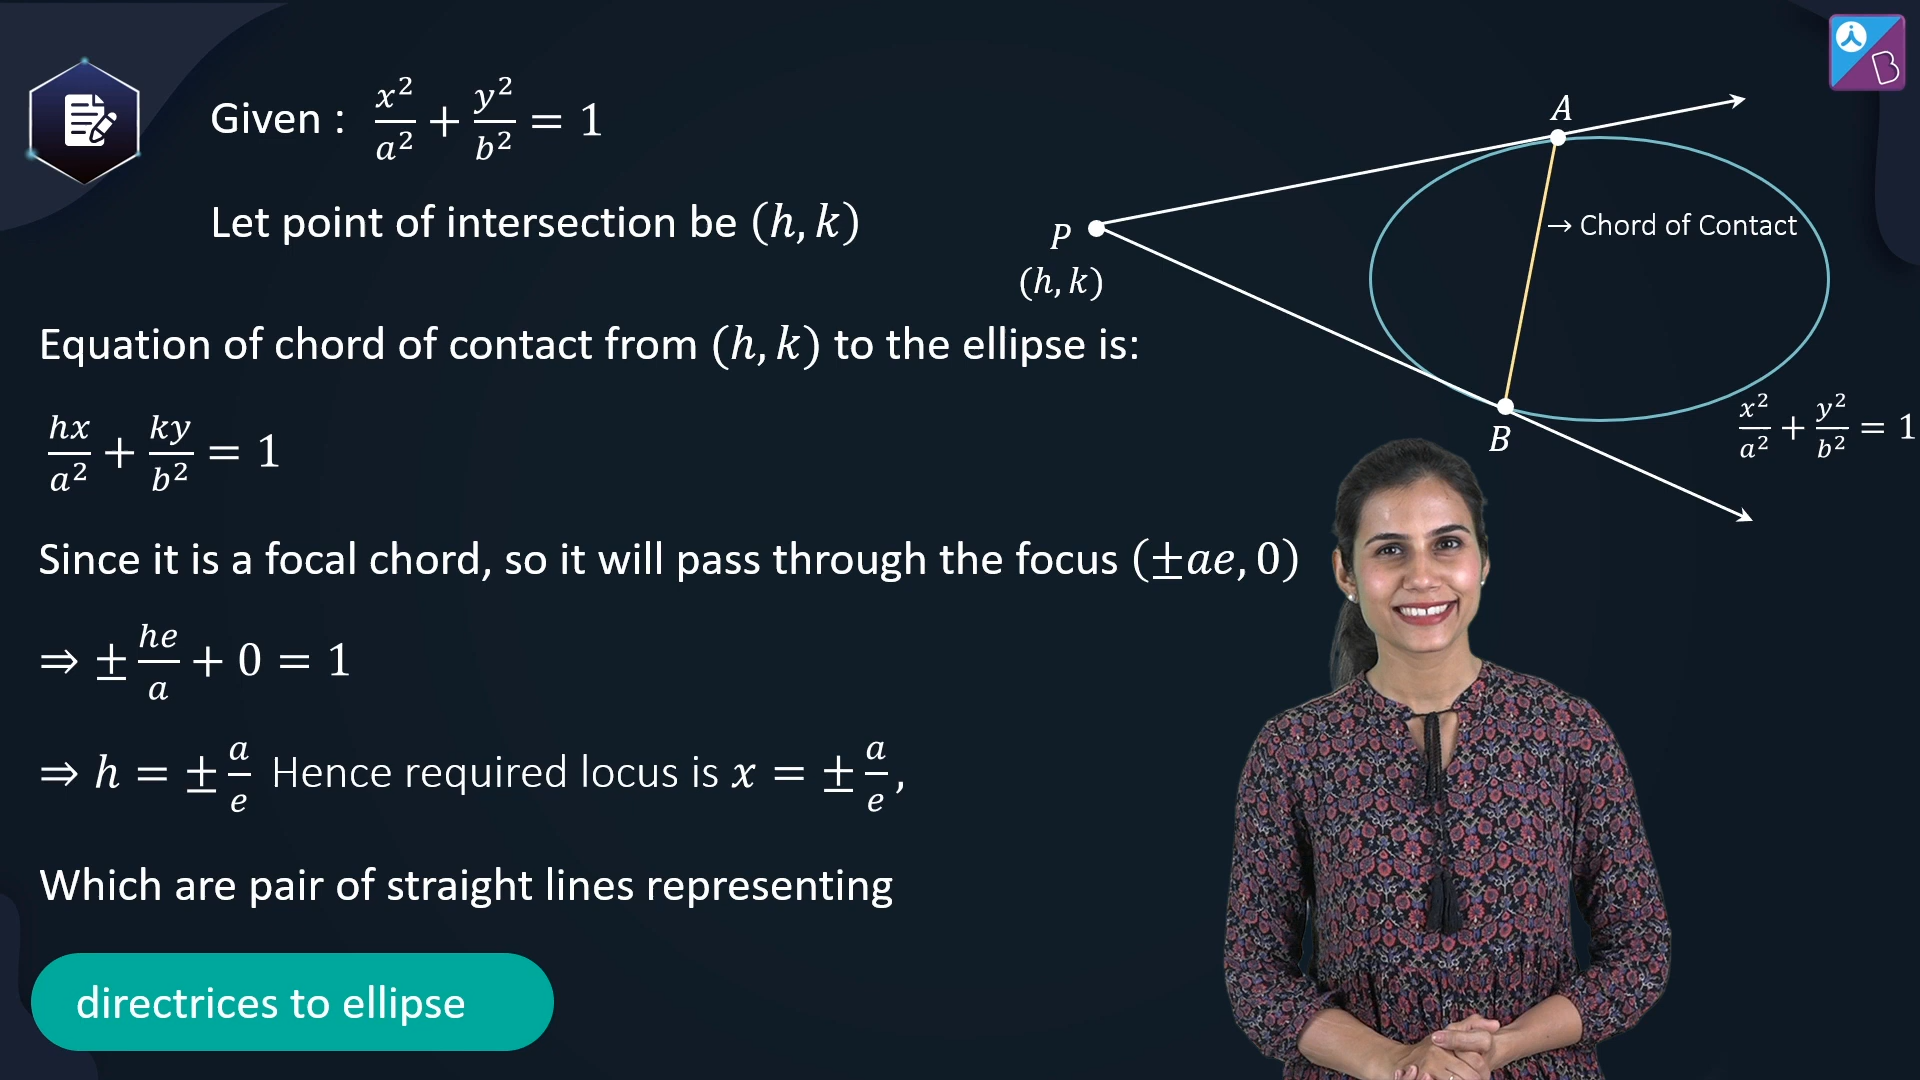 Given : x²/a² + y²/b² = 1
Let point of intersection be (h, k)
Equation of chord of contact from (h, k) to the ellipse is:
hx/a² + ky/b² = 1
Since it is a focal chord, so it will pass through the focus (±ae, 0)
⇒ ± he/a + 0 = 1
⇒ h = ± a/e Hence required locus is x = ± a/e,
Which are pair of straight lines representing
directrices to ellipse
A
→ Chord of Contact
P
(h, k)
B
x²/a² + y²/b² = 1
B